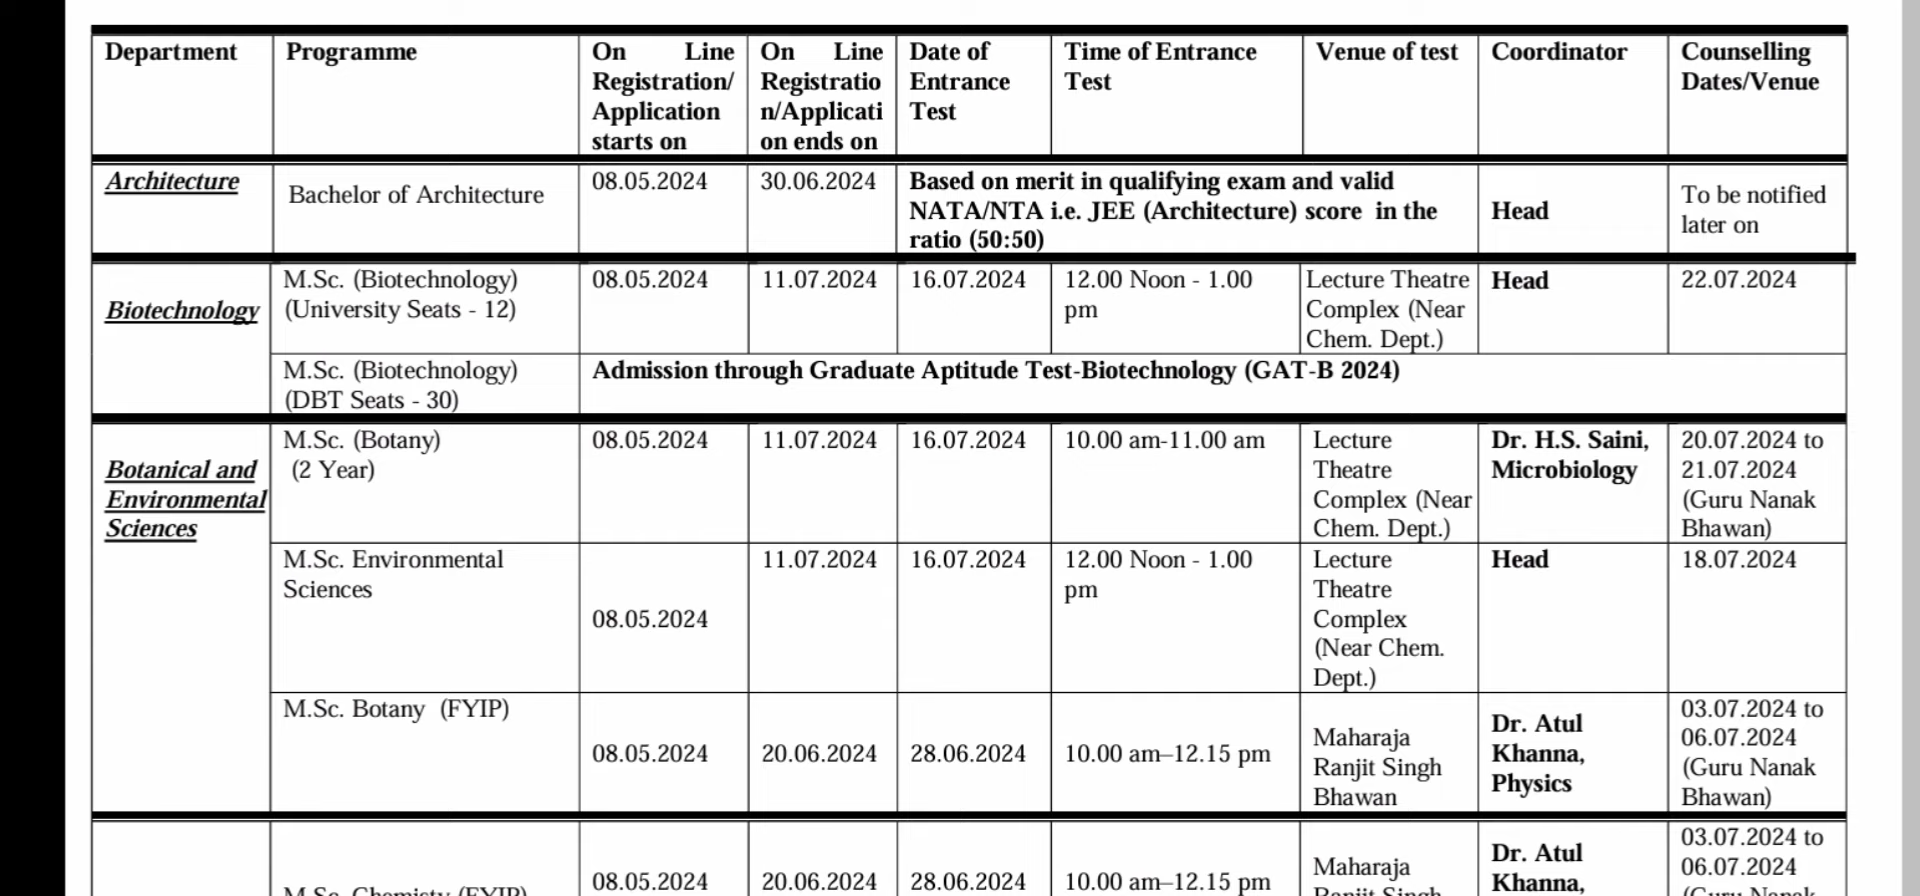 Department
Programme
On Line
Registration/
Application
starts on
On Line
Registratio
n/Applicati
on ends on
Date of
Entrance
Test
Time of Entrance
Test
Venue of test
Coordinator
Counselling
Dates/Venue
Architecture
Bachelor of Architecture
08.05.2024
30.06.2024
Based on merit in qualifying exam and valid
NATA/NTA i.e. JEE (Architecture) score in the
ratio (50:50)
Head
To be notified
later on
Biotechnology
M.Sc. (Biotechnology)
(University Seats - 12)
08.05.2024
11.07.2024
16.07.2024
12.00 Noon - 1.00
pm
Lecture Theatre
Complex (Near
Chem. Dept.)
Head
22.07.2024
M.Sc. (Biotechnology)
(DBT Seats - 30)
Admission through Graduate Aptitude Test-Biotechnology (GAT-B 2024)
Botanical and
Environmental
Sciences
M.Sc. (Botany)
(2 Year)
08.05.2024
11.07.2024
16.07.2024
10.00 am-11.00 am
Lecture
Theatre
Complex (Near
Chem. Dept.)
Dr. H.S. Saini,
Microbiology
20.07.2024 to
21.07.2024
(Guru Nanak
Bhawan)
M.Sc. Environmental
Sciences
08.05.2024
11.07.2024
16.07.2024
12.00 Noon - 1.00
pm
Lecture
Theatre
Complex
(Near Chem.
Dept.)
Head
18.07.2024
M.Sc. Botany (FYIP)
08.05.2024
20.06.2024
28.06.2024
10.00 am–12.15 pm
Maharaja
Ranjit Singh
Bhawan
Dr. Atul
Khanna,
Physics
03.07.2024 to
06.07.2024
(Guru Nanak
Bhawan)
M.Sc. Chemisty (FYIP)
08.05.2024
20.06.2024
28.06.2024
10.00 am–12.15 pm
Maharaja
Ranjit Singh
Dr. Atul
Khanna,
03.07.2024 to
06.07.2024
(Guru Nanak